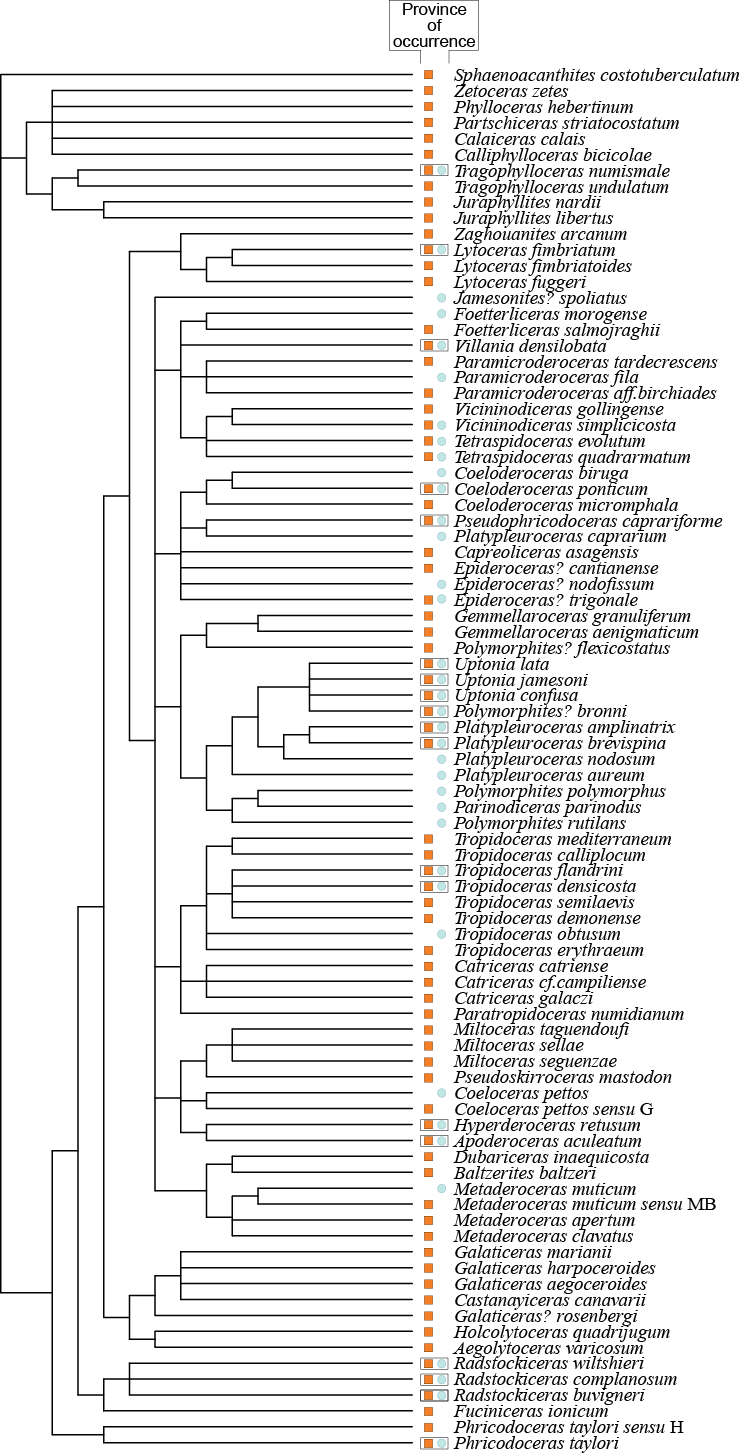 Province
of
occurrence
Sphaenoacanthites costotuberculatum
Zetoceras zetes
Phylloceras hebertinum
Partschiceras striatocostatum
Calaiceras calais
Calliphylloceras bicicolae
Tragophylloceras numismale
Tragophylloceras undulatum
Juraphyllites nardii
Juraphyllites libertus
Zaghouanites arcanum
Lytoceras fimbriatum
Lytoceras fimbriatoides
Lytoceras fuggeri
Jamesonites? spoliatus
Foetterliceras morogense
Foetterliceras salmojraghii
Villania densilobata
Paramicroderoceras tardecrescens
Paramicroderoceras fila
Paramicroderoceras aff.birchiades
Vicininodiceras gollingense
Vicininodiceras simplicicosta
Tetraspidoceras evolutum
Tetraspidoceras quadrarmatum
Coeloderoceras biruga
Coeloderoceras ponticum
Coeloderoceras micromphala
Pseudophricodoceras caprariforme
Platypleuroceras caprarium
Capreoliceras asagensis
Epideroceras? cantianense
Epideroceras? nodofissum
Epideroceras? trigonale
Gemmellaroceras granuliferum
Gemmellaroceras aenigmaticum
Polymorphites? flexicostatus
Uptonia lata
Uptonia jamesoni
Uptonia confusa
Polymorphites? bronni
Platypleuroceras amplinatrix
Platypleuroceras brevispina
Platypleuroceras nodosum
Platypleuroceras aureum
Polymorphites polymorphus
Parinodiceras parinodus
Polymorphites rutilans
Tropidoceras mediterraneum
Tropidoceras calliplocum
Tropidoceras flandrini
Tropidoceras densicosta
Tropidoceras semilaevis
Tropidoceras demonense
Tropidoceras obtusum
Tropidoceras erythraeum
Catriceras catriense
Catriceras cf.campiliense
Catriceras galaczi
Paratropidoceras numidianum
Miltoceras taguendoufi
Miltoceras sellae
Miltoceras seguenzae
Pseudoskirroceras mastodon
Coeloceras pettos
Coeloceras pettos sensu G
Hyperderoceras retusum
Apoderoceras aculeatum
Dubariceras inaequicosta
Baltzerites baltzeri
Metaderoceras muticum
Metaderoceras muticum sensu MB
Metaderoceras apertum
Metaderoceras clavatus
Galaticeras marianii
Galaticeras harpoceroides
Galaticeras aegoceroides
Castanayiceras canavarii
Galaticeras? rosenbergi
Holcolytoceras quadrijugum
Aegolytoceras varicosum
Radstockiceras wiltshieri
Radstockiceras complanosum
Radstockiceras buvigneri
Fuciniceras ionicum
Phricodoceras taylori sensu H
Phricodoceras taylori